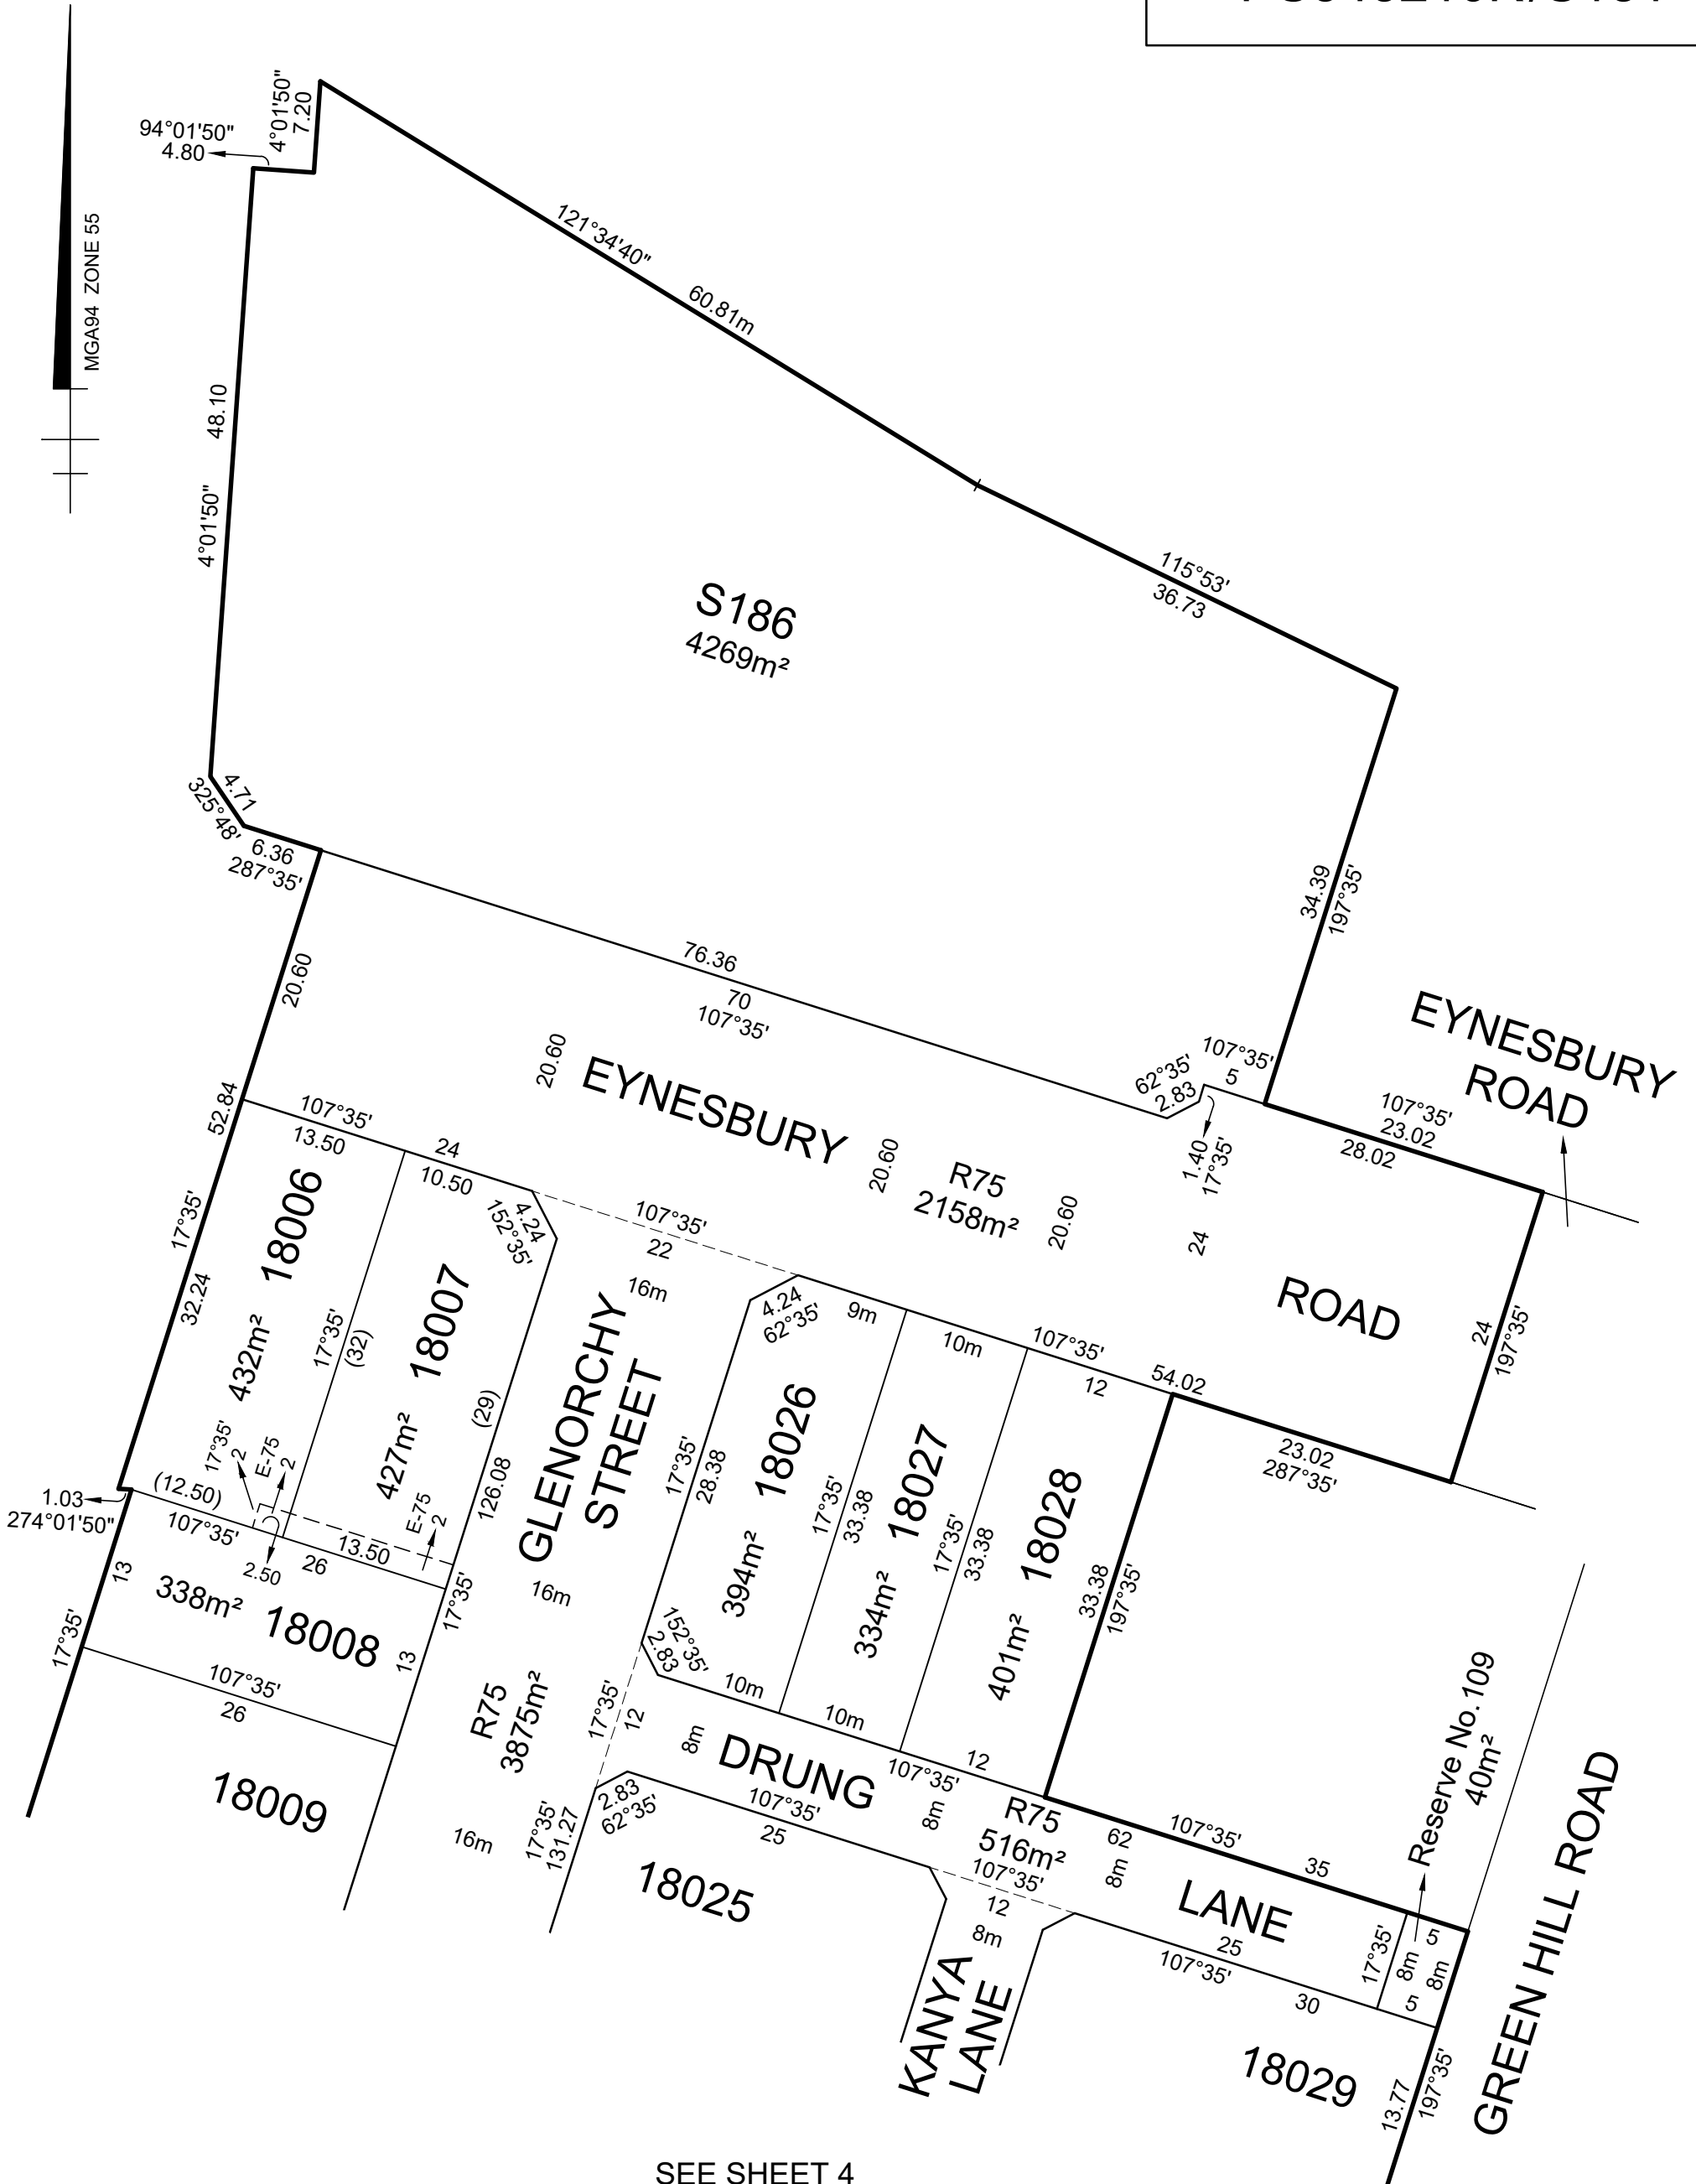 94°01'50"
4.80
4°01'50"
7.20
MGA94 ZONE 55
121°34'40"
60.81m
48.10
4°01'50"
115°53'
36.73
S186
4269m²
4.71
325°48'
6.36
287°35'
34.39
197°35'
20.60
76.36
70
107°35'
EYNESBURY
ROAD
107°35'
5
62°35'
2.83
20.60
EYNESBURY
107°35'
23.02
28.02
52.84
107°35'
13.50
24
10.50
20.60
R75
2158m²
20.60
1.40
17°35'
24
4.24
152°35'
107°35'
22
16m
17°35'
32.24
18006
432m²
17°35'
(32)
18007
427m²
(29)
126.08
GLENORCHY
STREET
4.24
62°35'
9m
10m
107°35'
12
54.02
ROAD
24
197°35'
23.02
287°35'
17°35'
28.38
18026
394m²
17°35'
33.38
18027
334m²
17°35'
33.38
18028
401m²
33.38
197°35'
17°35'
2
E-75
2
E-75
2
1.03
274°01'50"
(12.50)
107°35'
2.50
26
13.50
13
338m²
18008
17°35'
16m
13
17°35'
107°35'
26
152°35'
2.83
10m
10m
12
107°35'
R75
3875m²
17°35'
12
8m
DRUNG
8m
R75
516m²
62
8m
107°35'
35
Reserve No. 109
40m²
18009
16m
17°35'
131.27
2.83
62°35'
107°35'
25
18025
107°35'
12
8m
LANE
25
107°35'
30
17°35'
5
8m
8m
5
GREEN HILL ROAD
KANYA
LANE
18029
13.77
197°35'
SEE SHEET 4